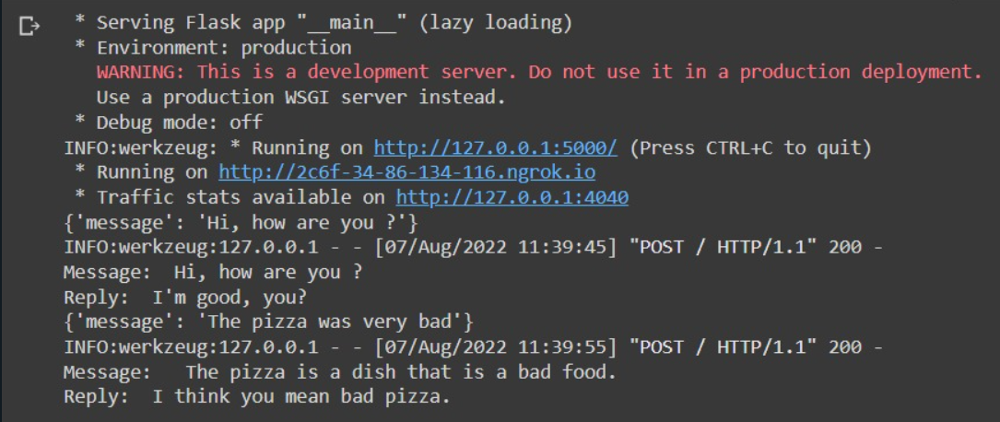 * Serving Flask app "__main__" (lazy loading)
* Environment: production
WARNING: This is a development server. Do not use it in a production deployment.
Use a production WSGI server instead.
* Debug mode: off
INFO:werkzeug: * Running on http://127.0.0.1:5000/ (Press CTRL+C to quit)
* Running on http://2c6f-34-86-134-116.ngrok.io
* Traffic stats available on http://127.0.0.1:4040
{'message': 'Hi, how are you ?'}
INFO:werkzeug:127.0.0.1 - - [07/Aug/2022 11:39:45] "POST / HTTP/1.1" 200 -
Message:  Hi, how are you ?
Reply:  I'm good, you?
{'message': 'The pizza was very bad'}
INFO:werkzeug:127.0.0.1 - - [07/Aug/2022 11:39:55] "POST / HTTP/1.1" 200 -
Message:   The pizza is a dish that is a bad food.
Reply:  I think you mean bad pizza.